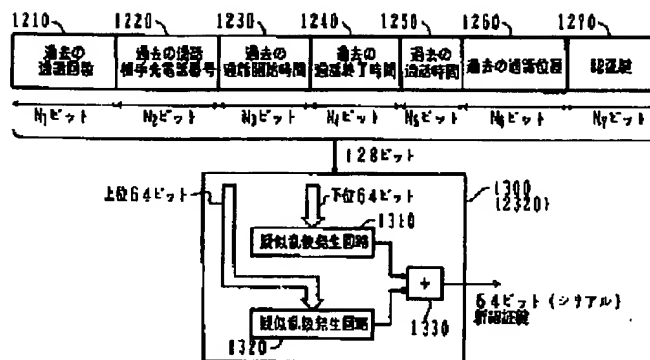 1210 1220 1230 1240 1250 1260 1270
過去の 過去の通話 過去の 過去の 過去の 過去の通話位置 認証鍵
通話回数 相手先電話番号 通話開始時間 通話終了時間 通話時間
N1ビット N2ビット N3ビット N4ビット N5ビット N6ビット N7ビット
128ビット
上位64ビット 下位64ビット 1300
(2320)
1310
疑似乱数発生回路
+
1330
64ビット(シリアル)
新認証鍵
疑似乱数発生回路
1320